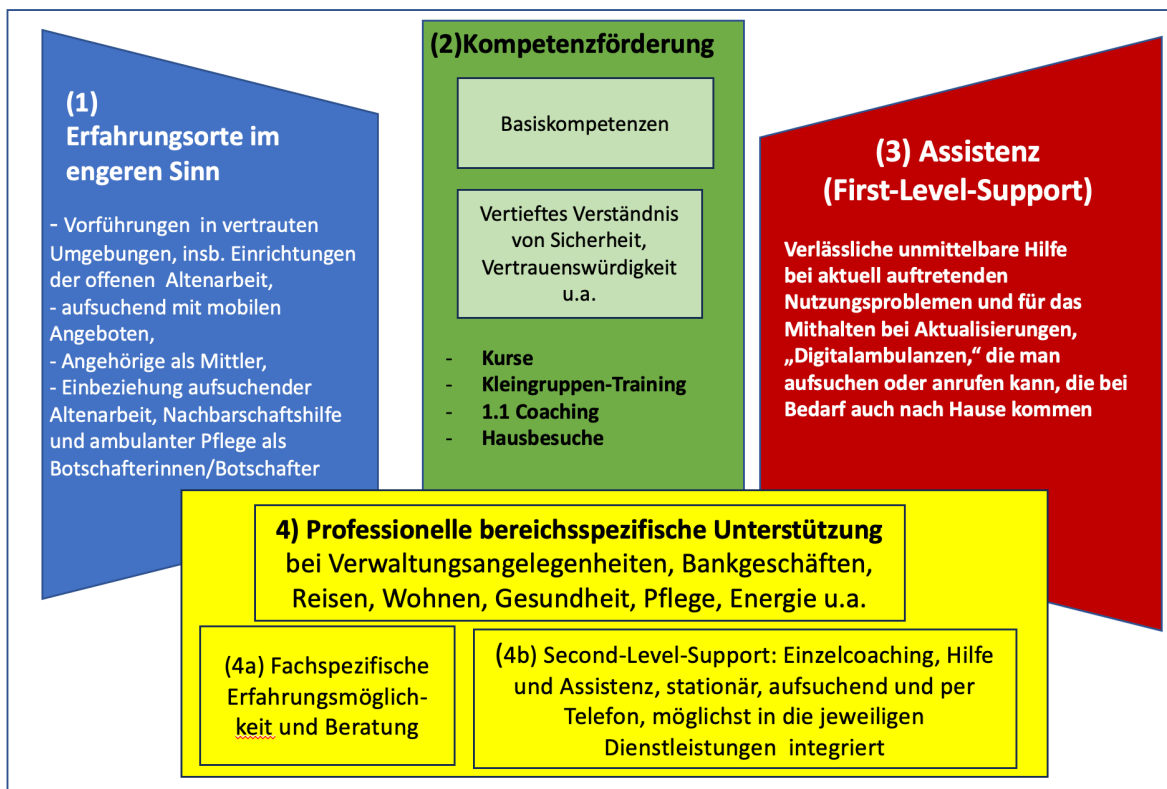 (1)
Erfahrungsorte im
engeren Sinn
- Vorführungen in vertrauten
Umgebungen, insb. Einrichtungen
der offenen Altenarbeit,
- aufsuchend mit mobilen
Angeboten,
- Angehörige als Mittler,
- Einbeziehung aufsuchender
Altenarbeit, Nachbarschaftshilfe
und ambulanter Pflege als
Botschafterinnen/Botschafter
(2)Kompetenzförderung
Basiskompetenzen
Vertieftes Verständnis
von Sicherheit,
Vertrauenswürdigkeit
u.a.
- Kurse
- Kleingruppen-Training
- 1.1 Coaching
- Hausbesuche
(3) Assistenz
(First-Level-Support)
Verlässliche unmittelbare Hilfe
bei aktuell auftretenden
Nutzungsproblemen und für das
Mithalten bei Aktualisierungen,
„Digitalambulanzen,“ die man
aufsuchen oder anrufen kann, die bei
Bedarf auch nach Hause kommen
4) Professionelle bereichsspezifische Unterstützung
bei Verwaltungsangelegenheiten, Bankgeschäften,
Reisen, Wohnen, Gesundheit, Pflege, Energie u.a.
(4a) Fachspezifische
Erfahrungsmöglich-
keit und Beratung
(4b) Second-Level-Support: Einzelcoaching, Hilfe
und Assistenz, stationär, aufsuchend und per
Telefon, möglichst in die jeweiligen
Dienstleistungen integriert